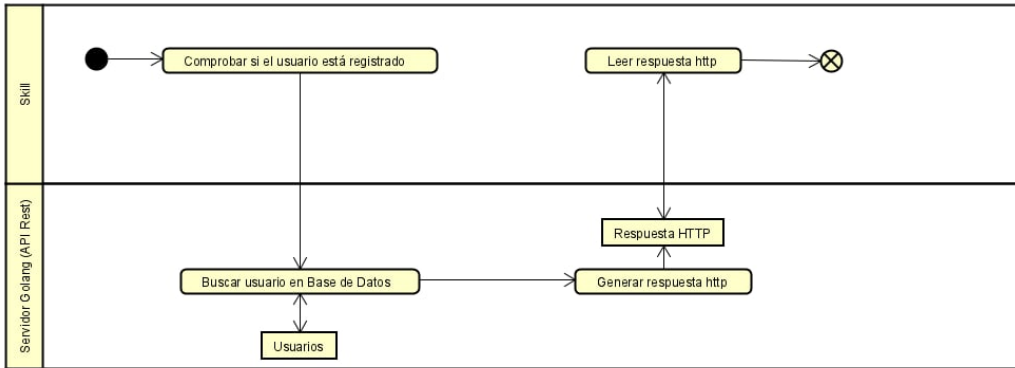 Skill
Comprobar si el usuario está registrado
Leer respuesta http
Servidor Golang (API Rest)
Respuesta HTTP
Buscar usuario en Base de Datos
Generar respuesta http
Usuarios